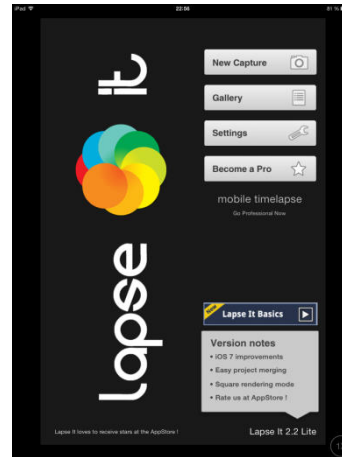 iPad
22:56
81 %
lapse it
New Capture
Gallery
Settings
Become a Pro
mobile timelapse
Go Professional Now
New
Lapse It Basics
Version notes
• iOS 7 improvements
• Easy project merging
• Square rendering mode
• Rate us at AppStore !
Lapse It loves to receive stars at the AppStore !
Lapse It 2.2 Lite